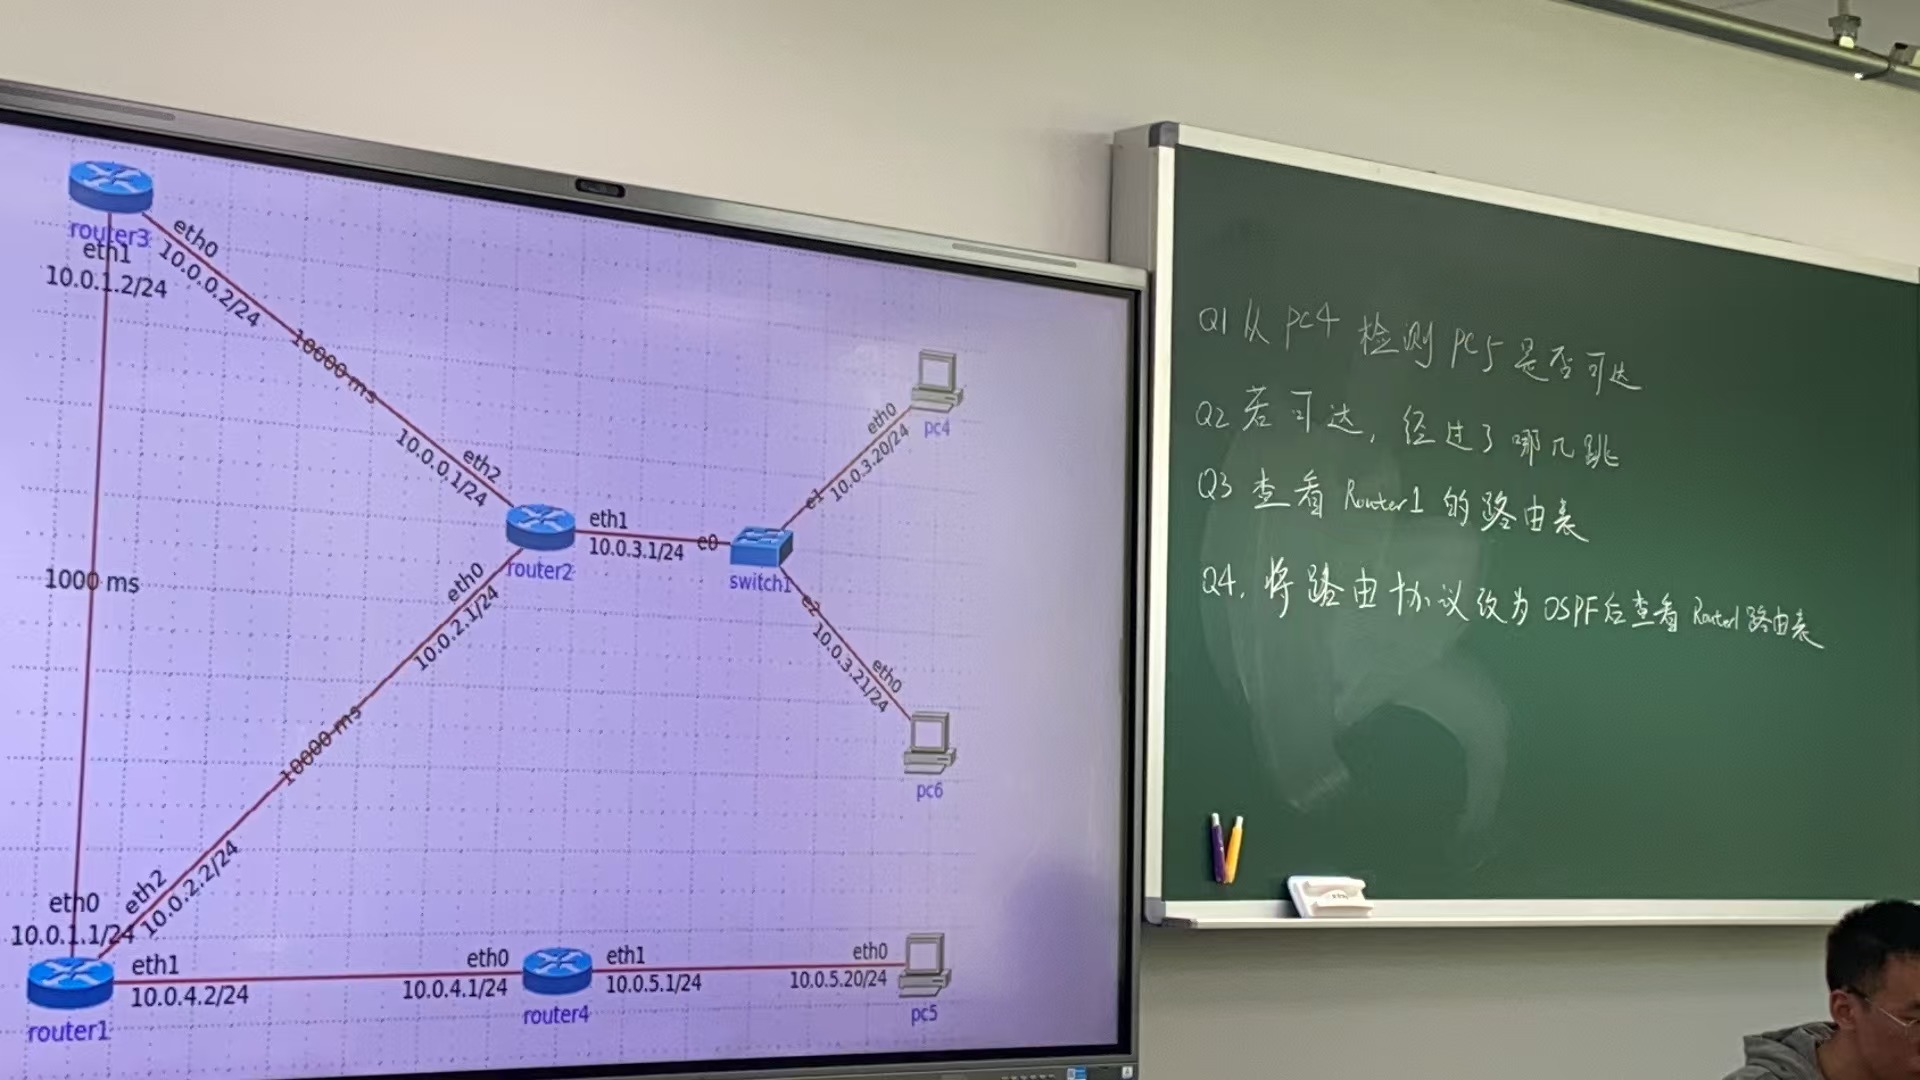 router3
eth1
10.0.1.2/24
eth0
10.0.0.2/24
10000 ms
eth2
10.0.0.1/24
1000 ms
router2
eth1
10.0.3.1/24
e0
switch1
e1
eth0
10.0.3.20/24
pc4
e2
eth0
10.0.3.21/24
pc6
eth0
10.0.2.1/24
10000 ms
eth2
10.0.2.2/24
eth0
10.0.1.1/24
router1
eth1
10.0.4.2/24
eth0
10.0.4.1/24
router4
eth1
10.0.5.1/24
eth0
10.0.5.20/24
pc5
Q1 从 pc4 检测 PC5 是否可达
Q2 若可达, 经过了哪几跳
Q3 查看 Router1 的路由表
Q4. 将路由协议改为 OSPF后查看 Router1 路由表